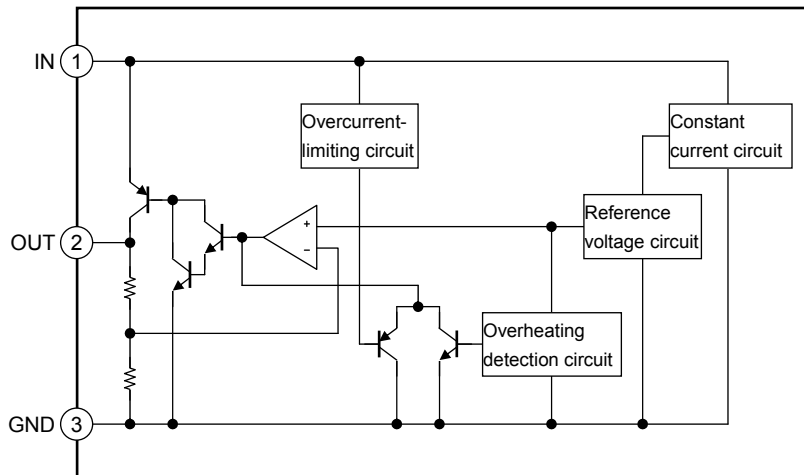 IN 1
Overcurrent-
limiting circuit
Constant
current circuit
OUT 2
+
−
Reference
voltage circuit
Overheating
detection circuit
GND 3